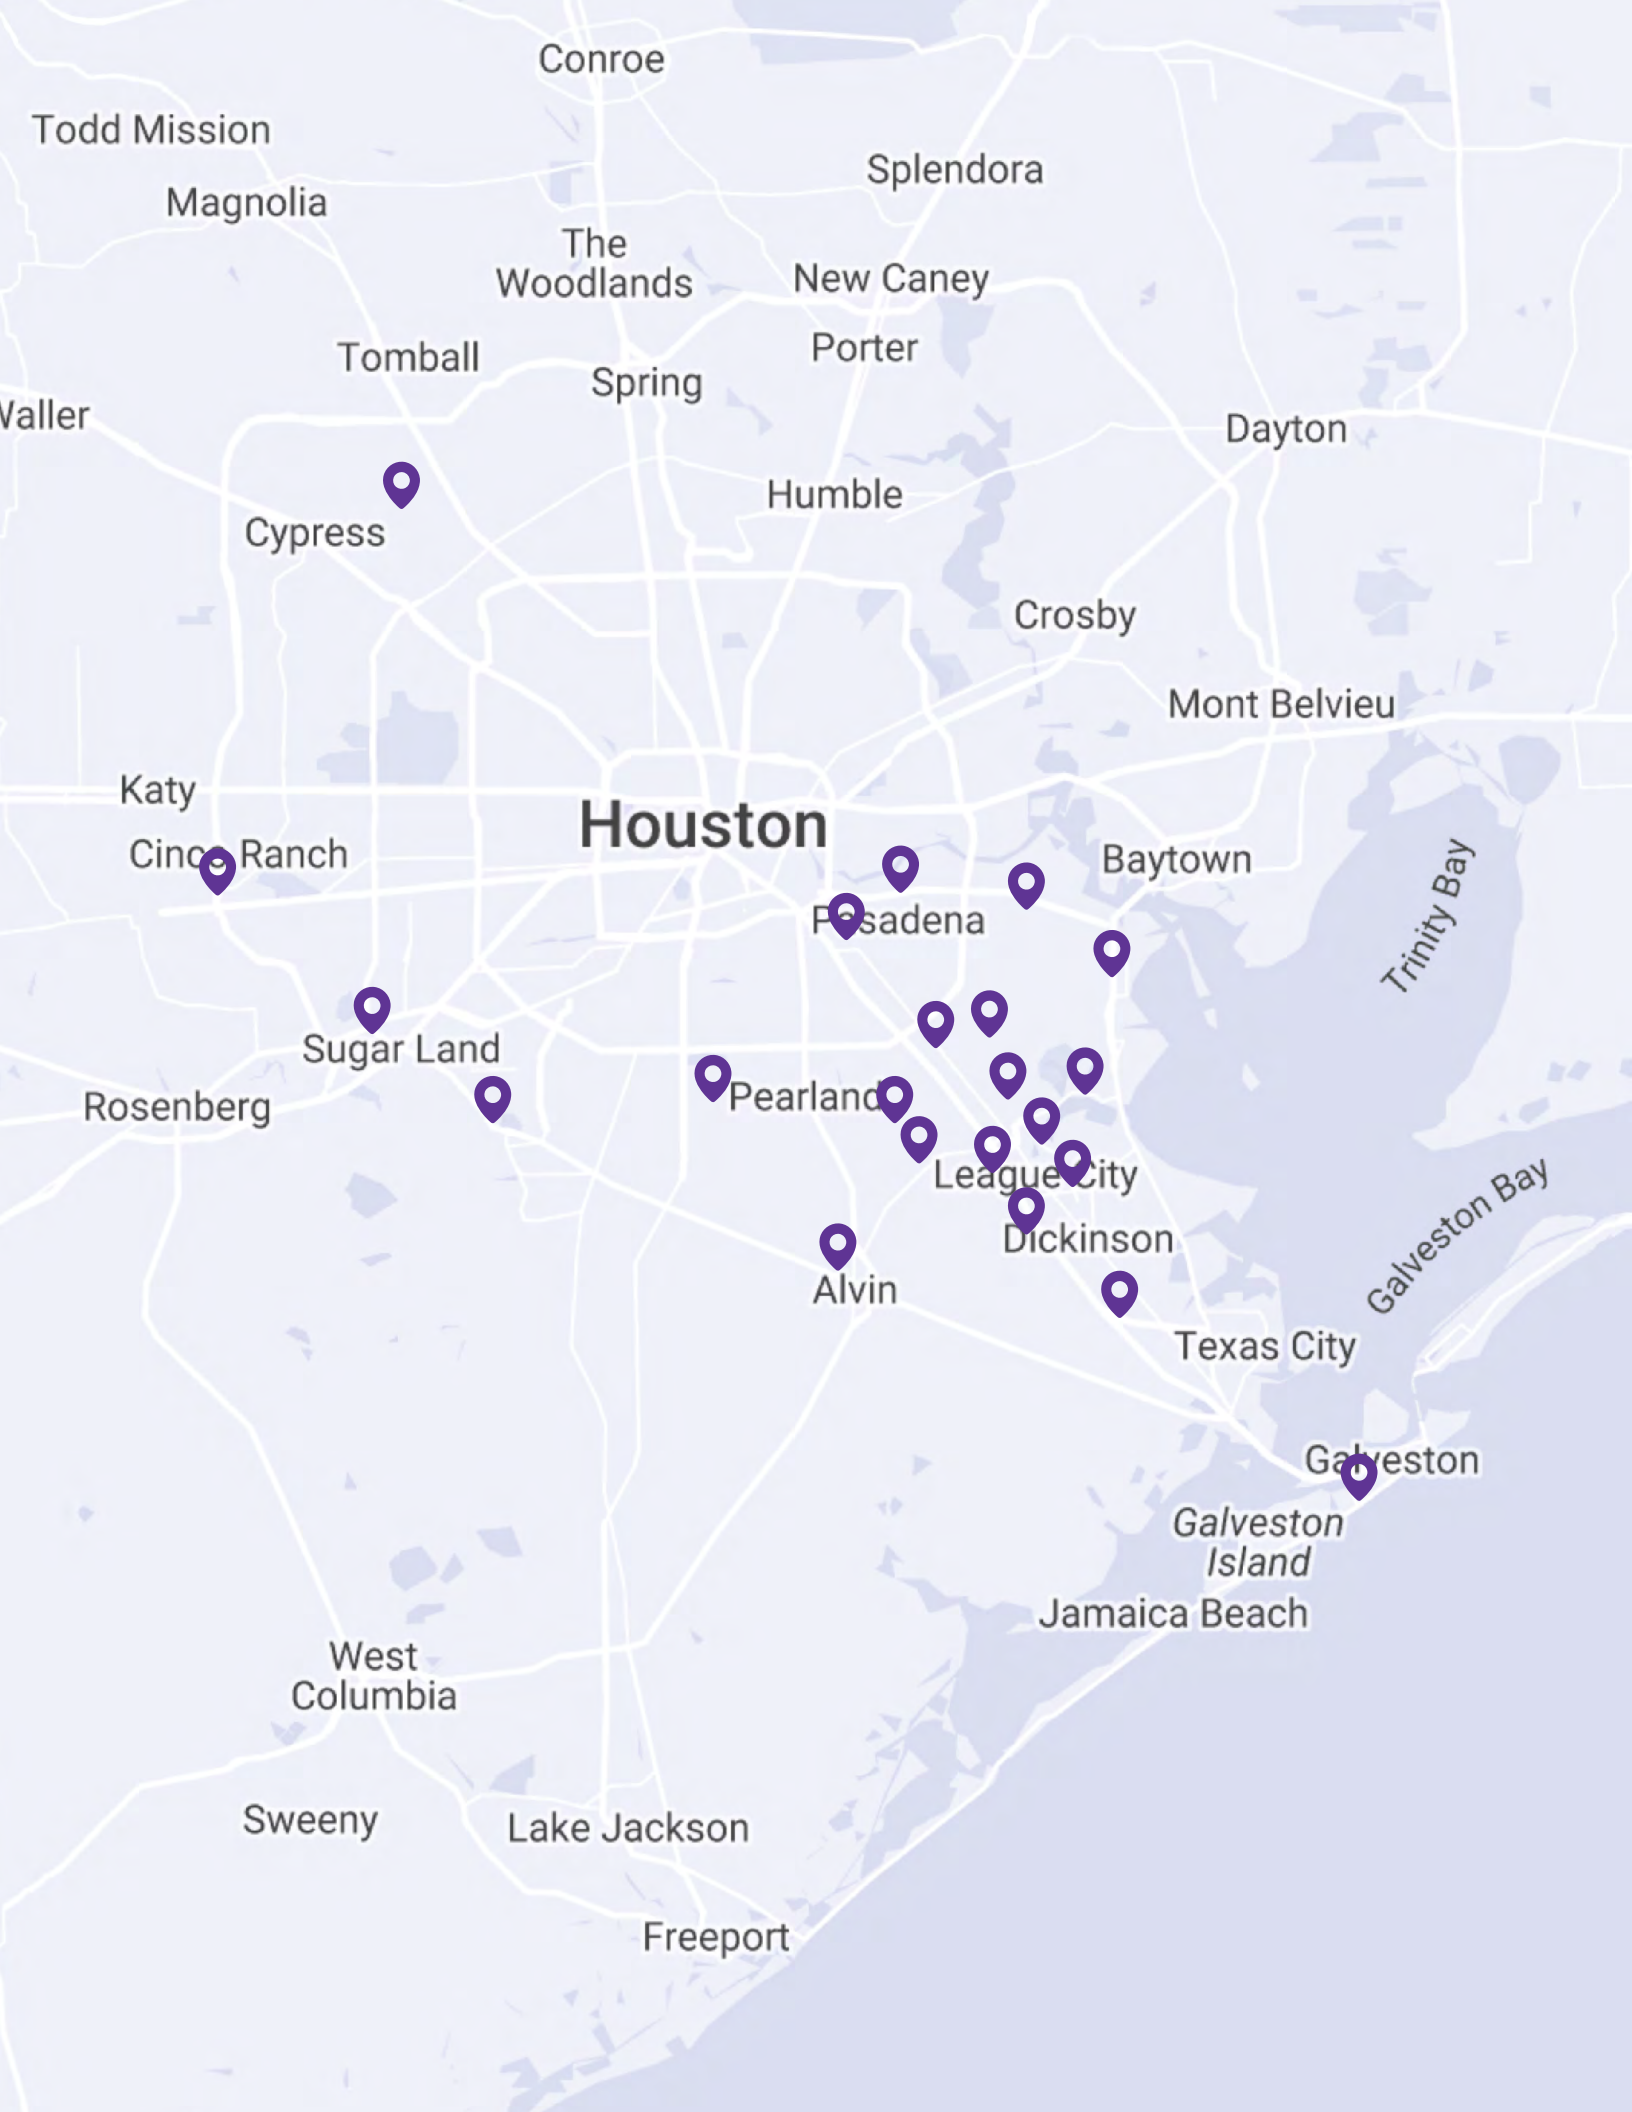 Conroe
Todd Mission
Splendora
Magnolia
The
Woodlands
New Caney
Porter
Tomball
Spring
Waller
Dayton
Humble
Cypress
Crosby
Mont Belvieu
Katy
Houston
Cinco Ranch
Baytown
Pasadena
Trinity Bay
Sugar Land
Pearland
Rosenberg
League City
Galveston Bay
Dickinson
Alvin
Texas City
Galveston
Galveston
Island
Jamaica Beach
West
Columbia
Sweeny
Lake Jackson
Freeport